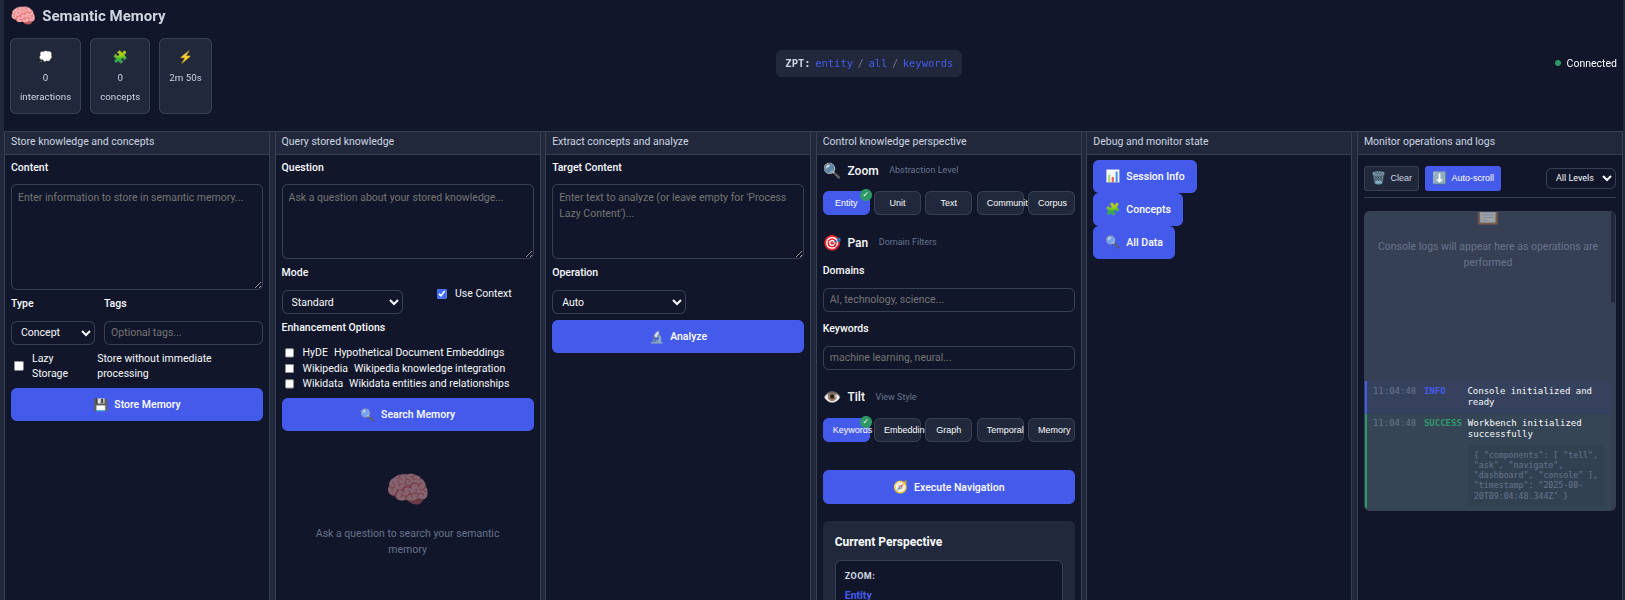 Semantic Memory
0
interactions
0
concepts
2m 50s
ZPT: entity / all / keywords
Connected
Store knowledge and concepts
Content
Enter information to store in semantic memory...
Type
Tags
Concept
Optional tags...
Lazy
Storage
Store without immediate
processing
Store Memory
Query stored knowledge
Question
Ask a question about your stored knowledge...
Mode
Standard
Use Context
Enhancement Options
HyDE Hypothetical Document Embeddings
Wikipedia Wikipedia knowledge integration
Wikidata Wikidata entities and relationships
Search Memory
Ask a question to search your semantic
memory
Extract concepts and analyze
Target Content
Enter text to analyze (or leave empty for 'Process
Lazy Content')...
Operation
Auto
Analyze
Control knowledge perspective
Zoom Abstraction Level
Entity
Unit
Text
Communit
Corpus
Pan Domain Filters
Domains
AI, technology, science...
Keywords
machine learning, neural...
Tilt View Style
Keywords
Embeddin
Graph
Temporal
Memory
Execute Navigation
Current Perspective
ZOOM:
Entity
Debug and monitor state
Session Info
Concepts
All Data
Monitor operations and logs
Clear
Auto-scroll
All Levels
Console logs will appear here as operations are
performed
11:04:48 INFO Console initialized and
ready
11:04:48 SUCCESS Workbench initialized
successfully
{ "components": [ "tell",
"ask", "navigate",
"dashboard", "console" ],
"timestamp": "2025-08-
20T09:04:48.344Z" }